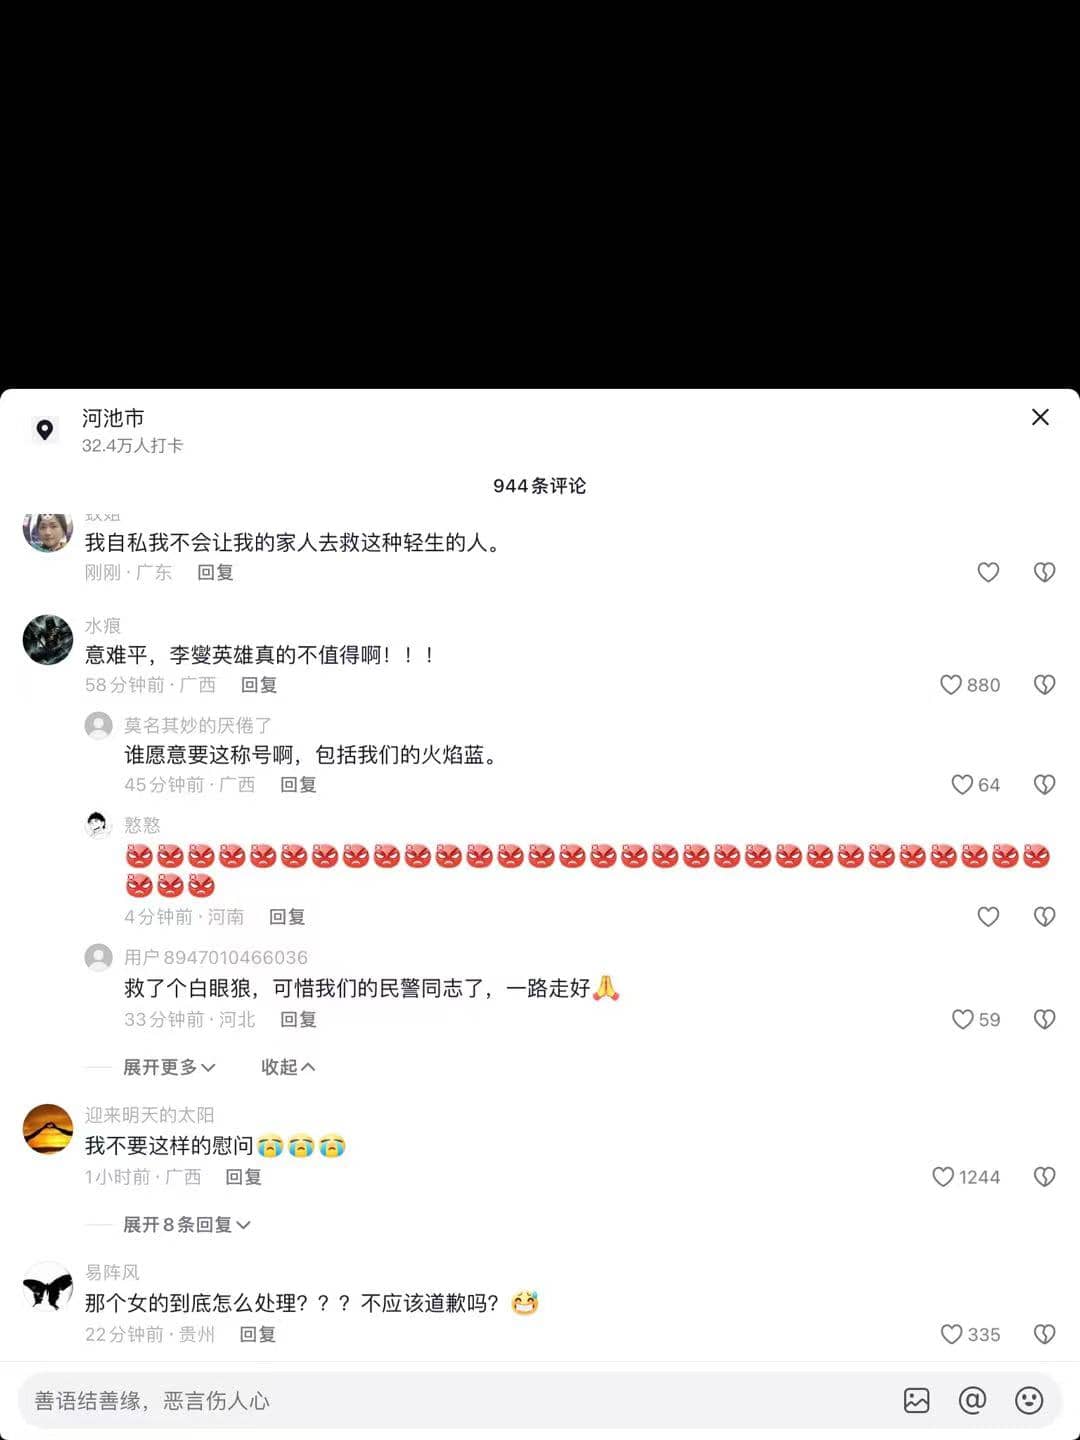 河池市
32.4万人打卡
944条评论
我自私我不会让我的家人去救这种轻生的人。
刚刚·广东 回复
水痕
意难平，李燮英雄真的不值得啊！！！
58分钟前·广西 回复 880
莫名其妙的厌倦了
谁愿意要这称号啊，包括我们的火焰蓝。
45分钟前·广西 回复 64
憨憨
4分钟前·河南 回复
用户8947010466036
救了个白眼狼，可惜我们的民警同志了，一路走好🙏
33分钟前·河北 回复 59
展开更多 收起
迎来明天的太阳
我不要这样的慰问😭😭😭
1小时前·广西 回复 1244
展开8条回复
易阵风
那个女的到底怎么处理？？？不应该道歉吗？😅
22分钟前·贵州 回复 335
善语结善缘，恶言伤人心